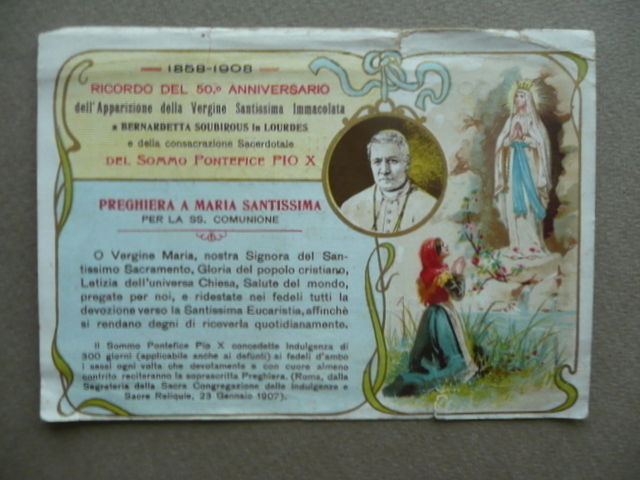 1858-1908
RICORDO DEL 50.º ANNIVERSARIO
dell'Apparizione della Vergine Santissima Immacolata
a BERNARDETTA SOUBIROUS in LOURDES
e della consacrazione Sacerdotale
DEL SOMMO PONTEFICE PIO X
PREGHIERA A MARIA SANTISSIMA
PER LA SS. COMUNIONE
O Vergine Maria, nostra Signora del San-
tissimo Sacramento, Gloria del popolo cristiano,
Letizia dell'universa Chiesa, Salute del mondo,
pregate per noi, e ridestate nei fedeli tutti la
devozione verso la Santissima Eucaristia, affinchè
si rendano degni di riceverla quotidianamente.
Il Sommo Pontefice Pio X concedette Indulgenza di
300 giorni (applicabile anche ai defunti) ai fedeli d'ambo
i sessi ogni volta che devotamente e con cuore almeno
contrito reciteranno la soprascritta Preghiera. (Roma, dalla
Segreteria della Sacra Congregazione delle Indulgenze e
Sacre Reliquie, 23 Gennaio 1907).